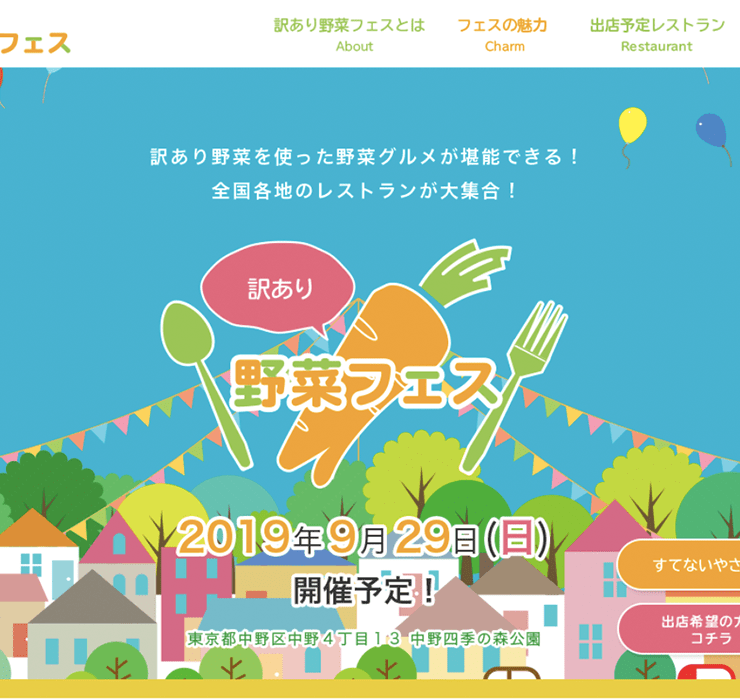 フェス
訳あり野菜フェスとは
About
フェスの魅力
Charm
出店予定レストラン
Restaurant
訳あり野菜を使った野菜グルメが堪能できる！
全国各地のレストランが大集合！
訳あり
野菜フェス
2019年9月29日(日)
開催予定！
東京都中野区中野４丁目１３ 中野四季の森公園
すてないやさ
出店希望の方
コチラ